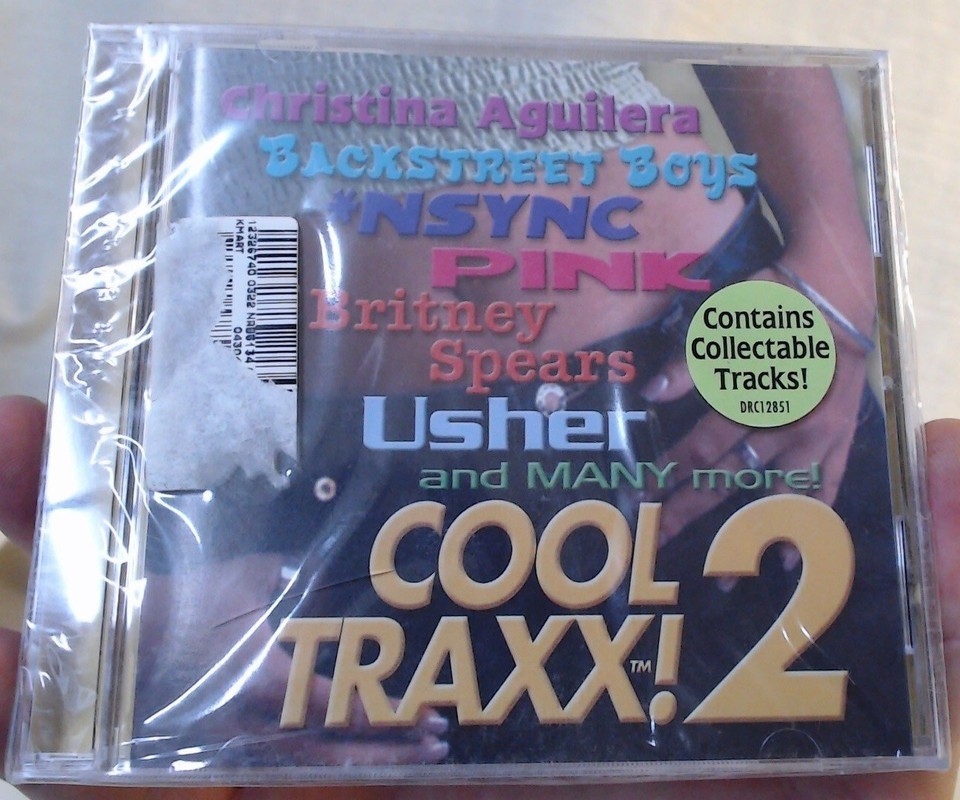 Christina Aguilera
BACKSTREET BOYS
*NSYNC
PINK
Britney
Spears
Usher
and MANY more!
COOL
TRAXX!™ 2
Contains
Collectable
Tracks!
DRC12851
KMART